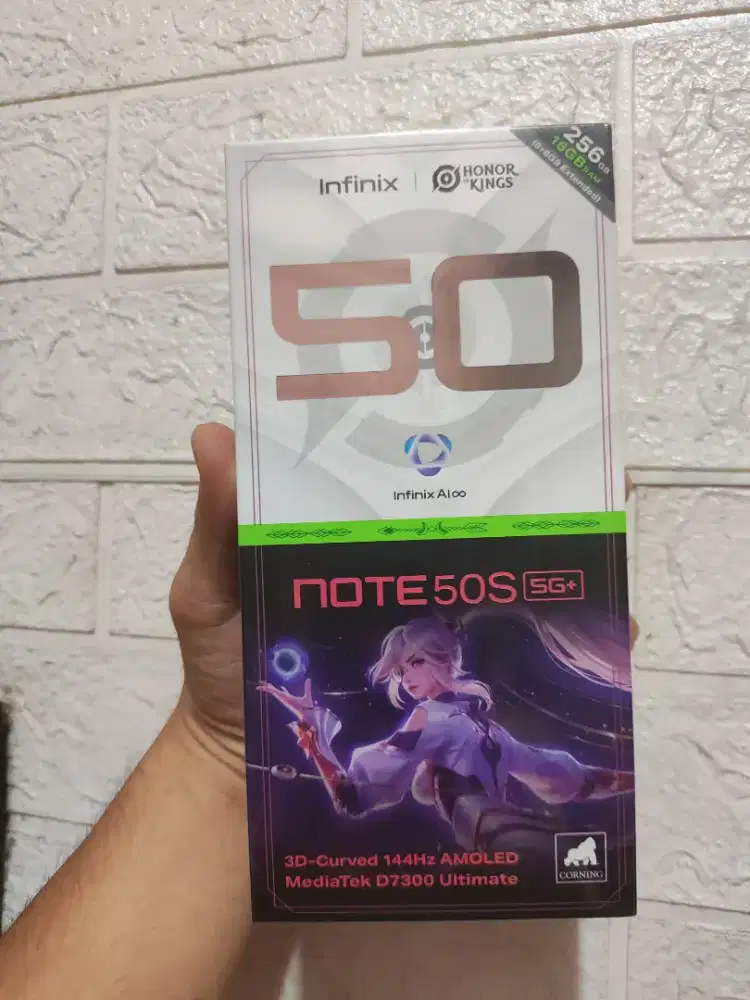 Infinix
HONOR
OF KINGS
256GB
16GB RAM
(8+8GB Extended)
50
Infinix AI∞
NOTE 50S 5G+
3D-Curved 144Hz AMOLED
MediaTek D7300 Ultimate
CORNING